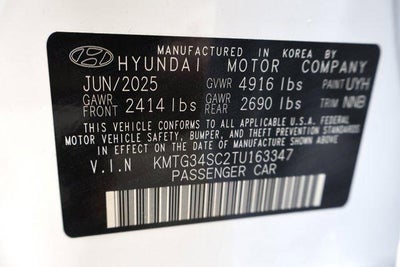 MANUFACTURED IN KOREA BY
HYUNDAI MOTOR COMPANY
JUN/2025 GVWR 4916 lbs PAINT UYH
GAWR FRONT 2414 lbs GAWR REAR 2690 lbs TRIM NNB
THIS VEHICLE CONFORMS TO ALL APPLICABLE U.S.A. FEDERAL
MOTOR VEHICLE SAFETY, BUMPER, AND THEFT PREVENTION STANDARDS
IN EFFECT ON THE DATE OF MANUFACTURE SHOWN ABOVE.
V.I.N KMTG34SC2TU163347
PASSENGER CAR